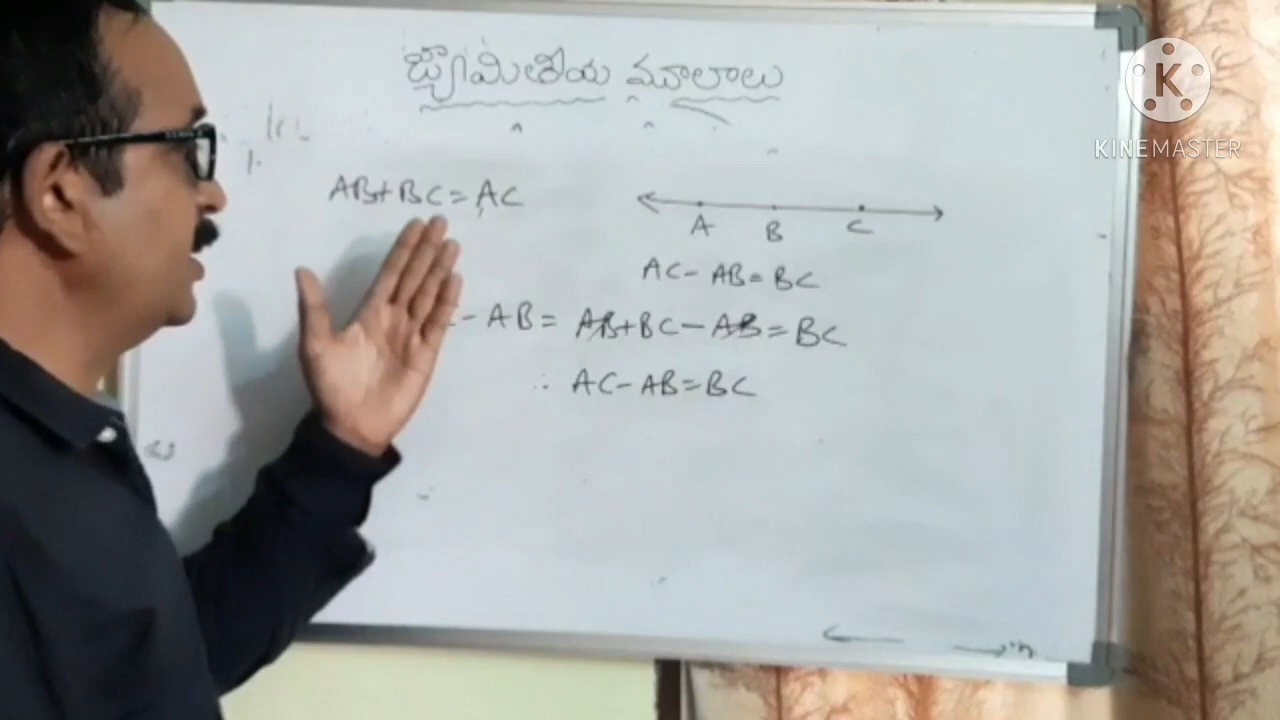 జ్యామితీయ మూలాలు
AB+BC=AC
A B C
AC- AB=BC
- AB= AB+BC-AB=BC
∴ AC-AB=BC
K
KINEMASTER